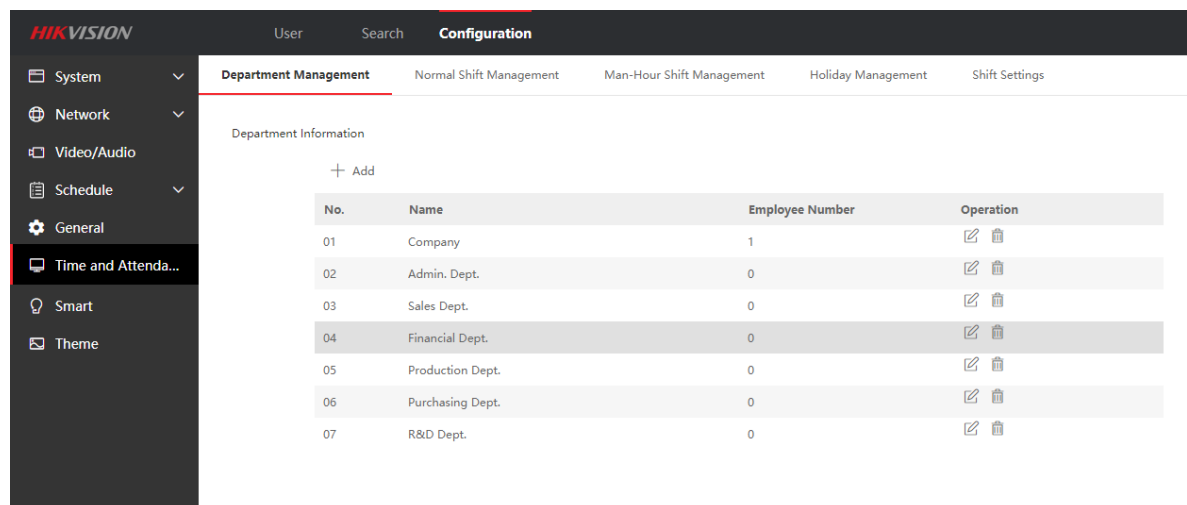 HIKVISION User Search Configuration
System
Network
Video/Audio
Schedule
General
Time and Attenda...
Smart
Theme
Department Management Normal Shift Management Man-Hour Shift Management Holiday Management Shift Settings
Department Information
Add
No. Name Employee Number Operation
01 Company 1
02 Admin. Dept. 0
03 Sales Dept. 0
04 Financial Dept. 0
05 Production Dept. 0
06 Purchasing Dept. 0
07 R&D Dept. 0